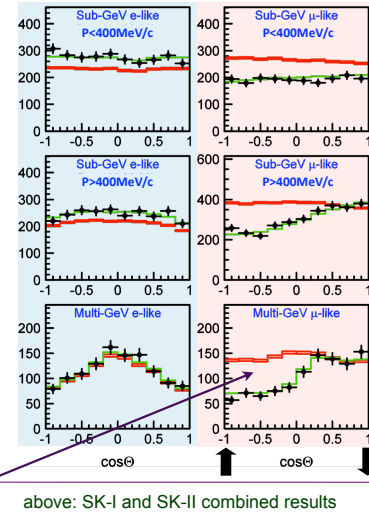 Sub-GeV e-like
P<400MeV/c
400
300
200
100
0
-1 -0.5 0 0.5 1
Sub-GeV μ-like
P<400MeV/c
400
300
200
100
0
-1 -0.5 0 0.5 1
Sub-GeV e-like
P>400MeV/c
400
300
200
100
0
-1 -0.5 0 0.5 1
Sub-GeV μ-like
P>400MeV/c
600
400
200
0
-1 -0.5 0 0.5 1
Multi-GeV e-like
200
150
100
50
0
-1 -0.5 0 0.5 1
cosΘ
Multi-GeV μ-like
200
150
100
50
0
-1 -0.5 0 0.5 1
cosΘ
above: SK-I and SK-II combined results